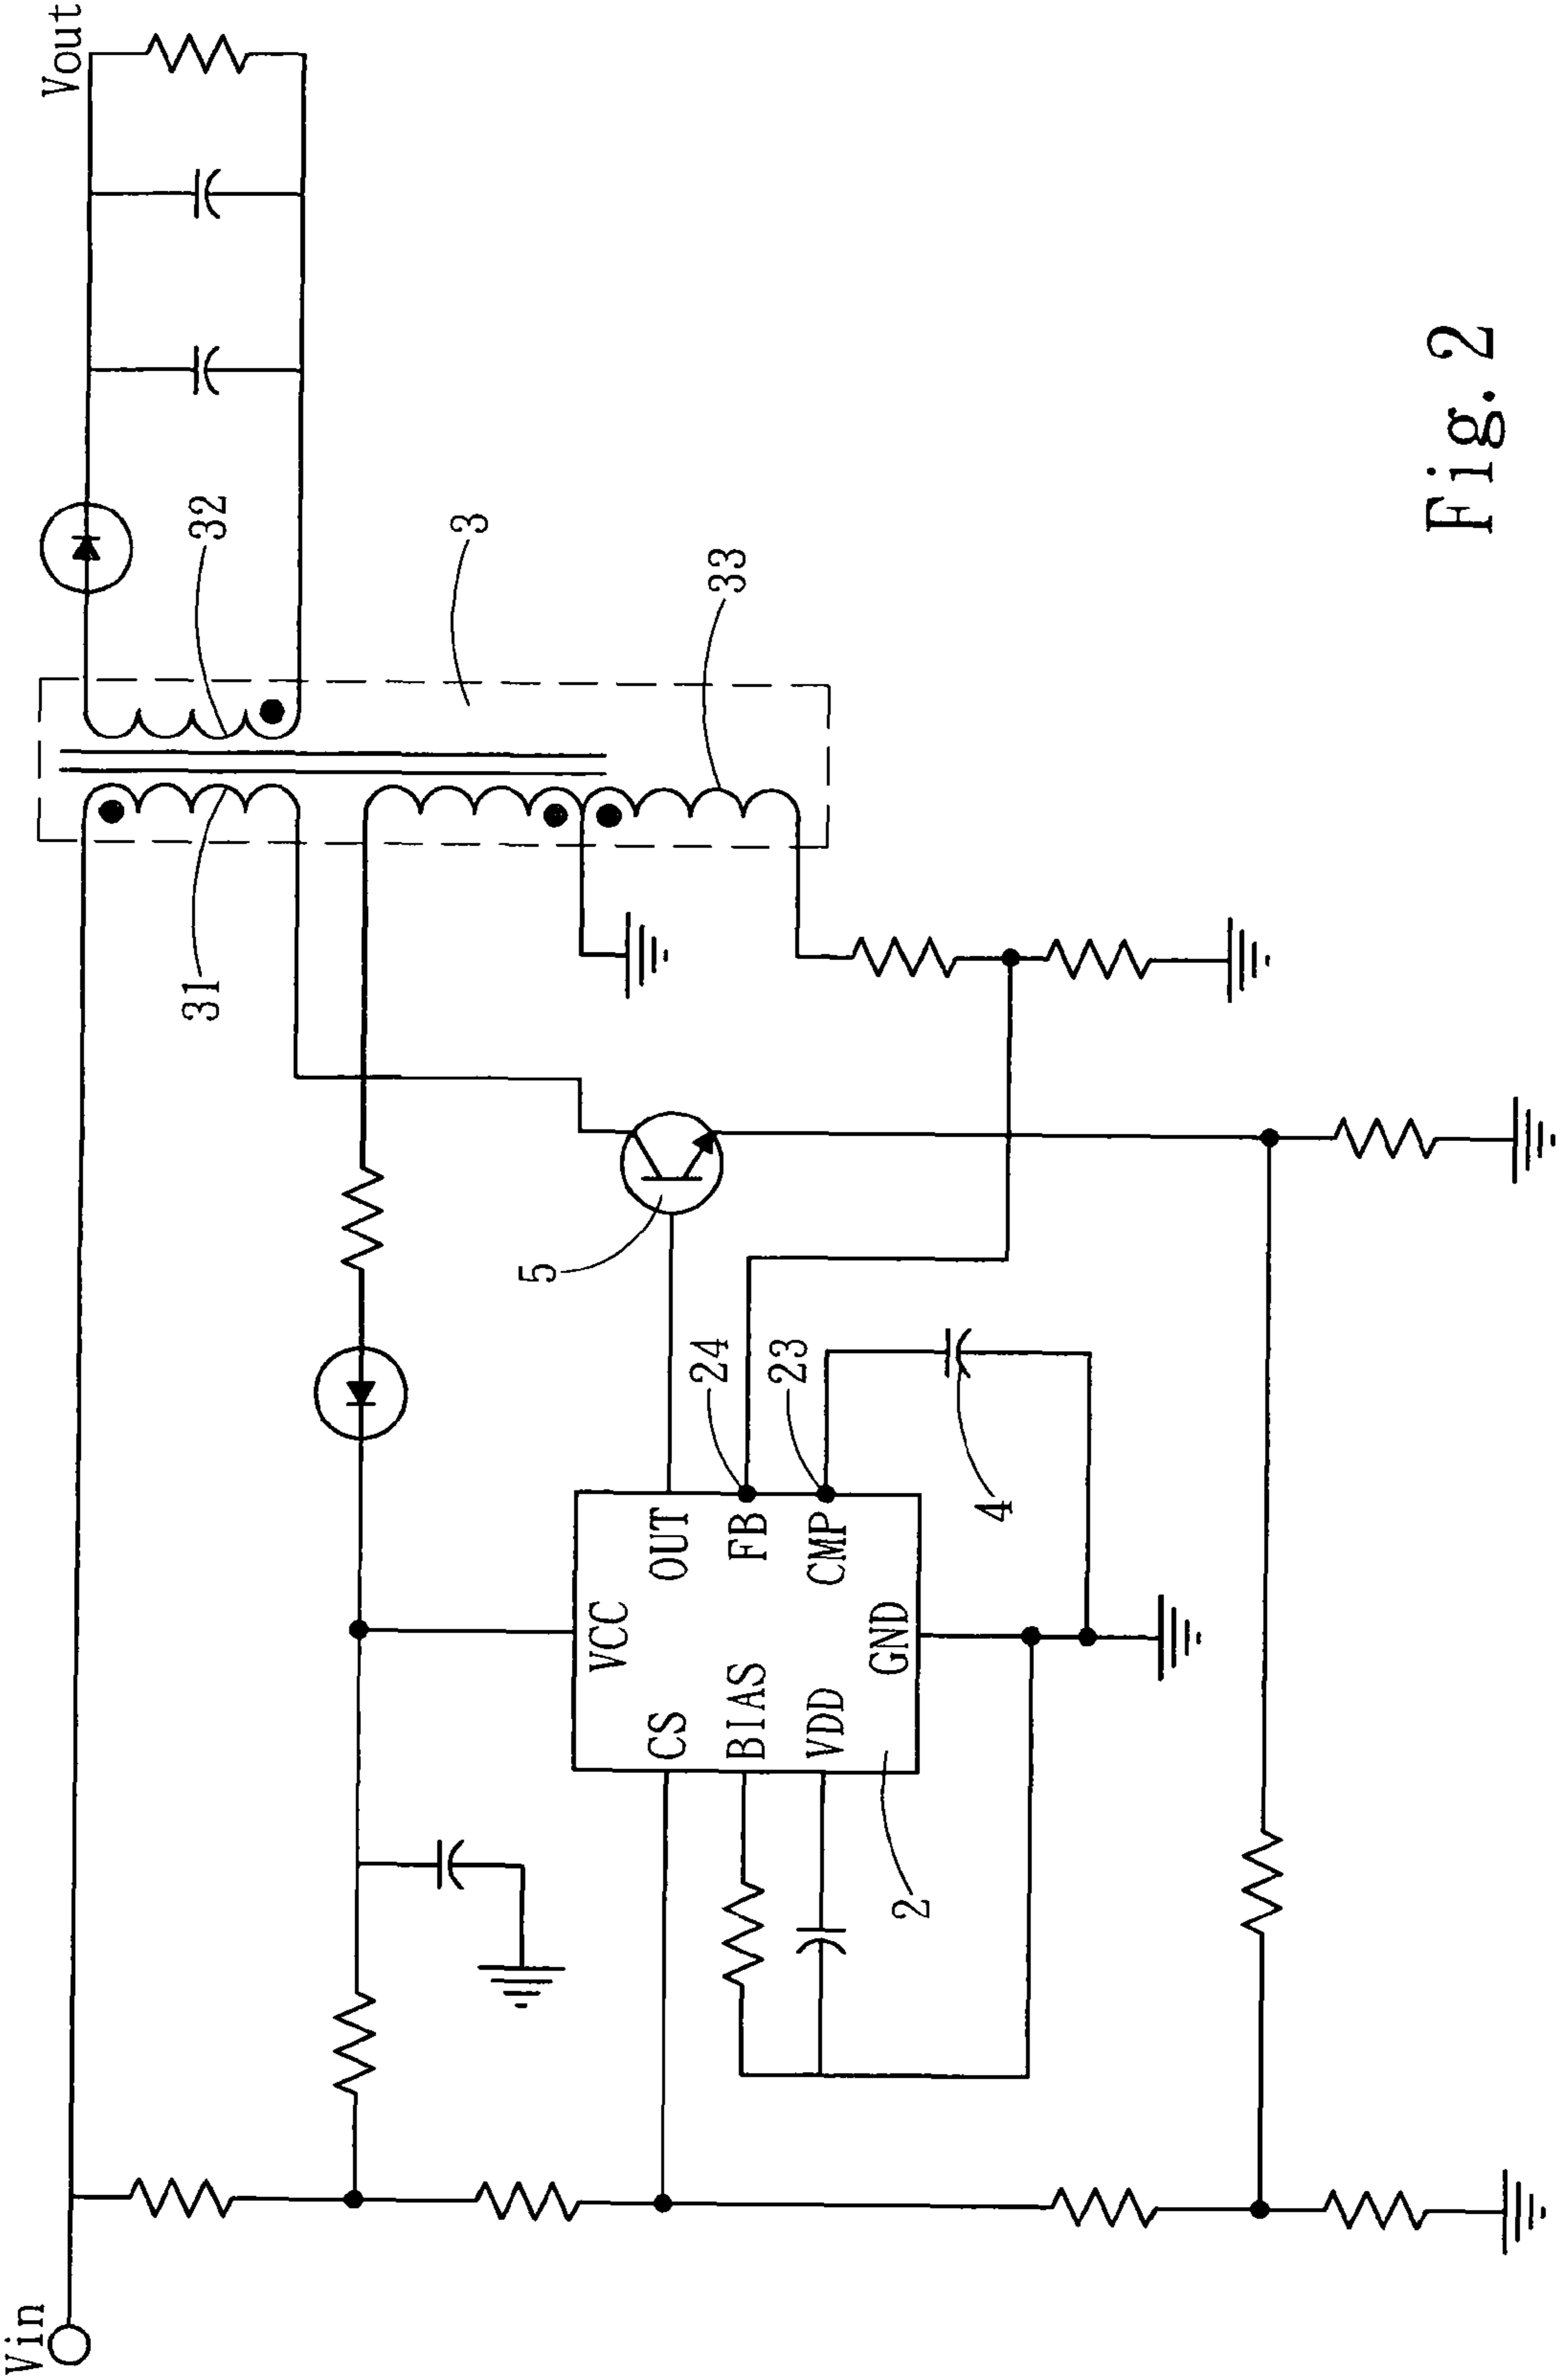 Vin
Vout
31
32
3
33
5
VCC
CS
OUT
BIAS
FB
24
VDD
CMP
23
GND
2
4
Fig. 2